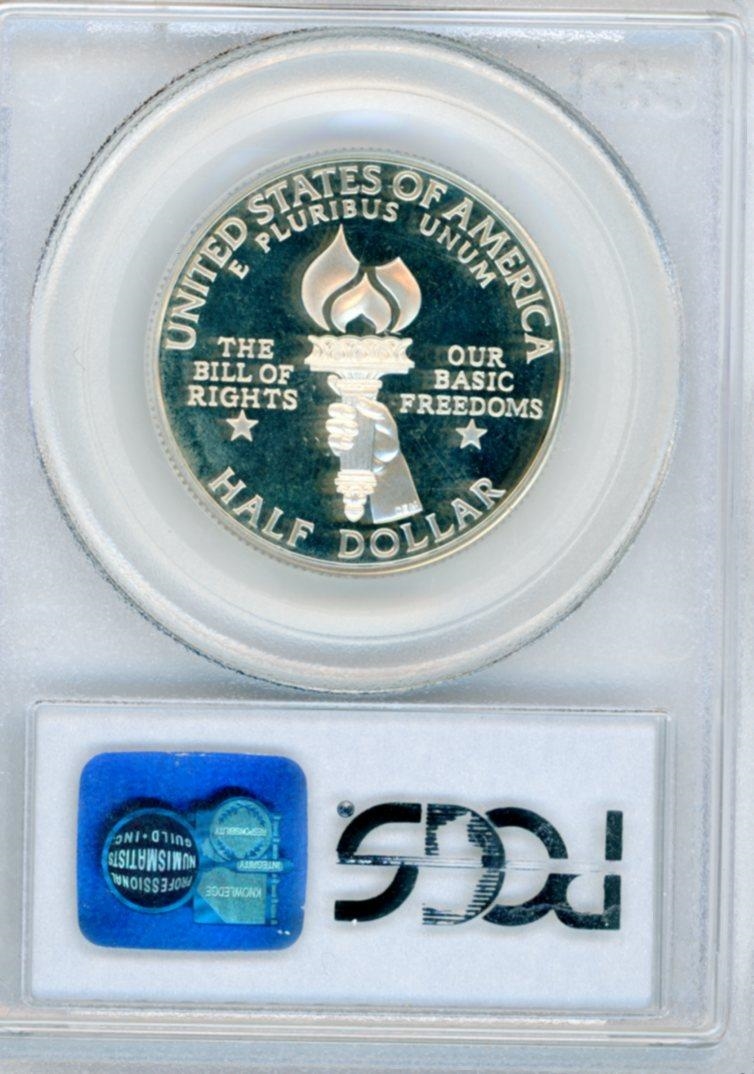 UNITED STATES OF AMERICA
E PLURIBUS UNUM
THE
BILL OF
RIGHTS
OUR
BASIC
FREEDOMS
HALF DOLLAR
PROFESSIONAL
NUMISMATISTS
GUILD • INC.
RESPONSIBILITY
INTEGRITY
KNOWLEDGE
PCGS